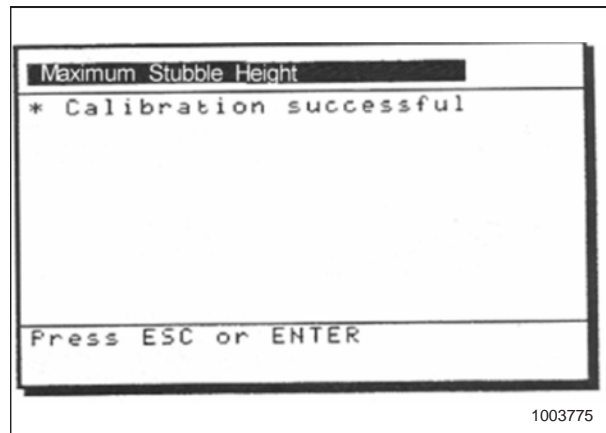 Maximum Stubble Height
* Calibration successful
Press ESC or ENTER
1003775